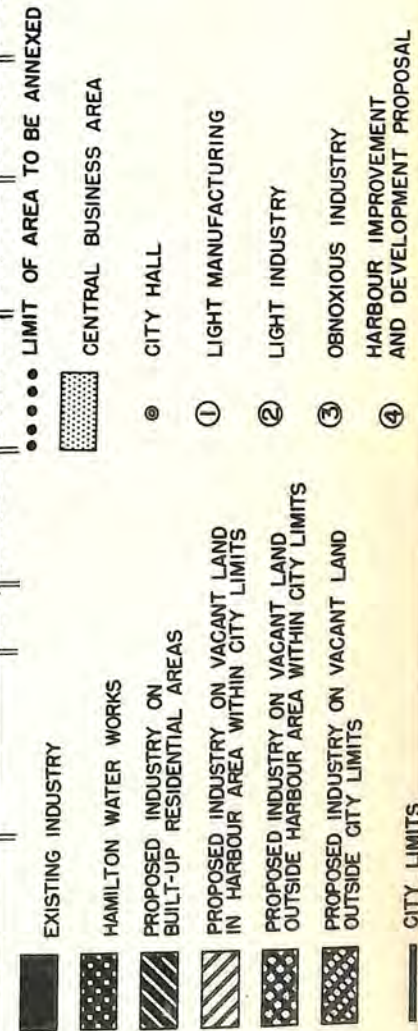 EXISTING INDUSTRY
HAMILTON WATER WORKS
PROPOSED INDUSTRY ON
BUILT-UP RESIDENTIAL AREAS
PROPOSED INDUSTRY ON VACANT LAND
IN HARBOUR AREA WITHIN CITY LIMITS
PROPOSED INDUSTRY ON VACANT LAND
OUTSIDE HARBOUR AREA WITHIN CITY LIMITS
PROPOSED INDUSTRY ON VACANT LAND
OUTSIDE CITY LIMITS
CITY LIMITS
LIMIT OF AREA TO BE ANNEXED
CENTRAL BUSINESS AREA
CITY HALL
1 LIGHT MANUFACTURING
2 LIGHT INDUSTRY
3 OBNOXIOUS INDUSTRY
4 HARBOUR IMPROVEMENT
AND DEVELOPMENT PROPOSAL